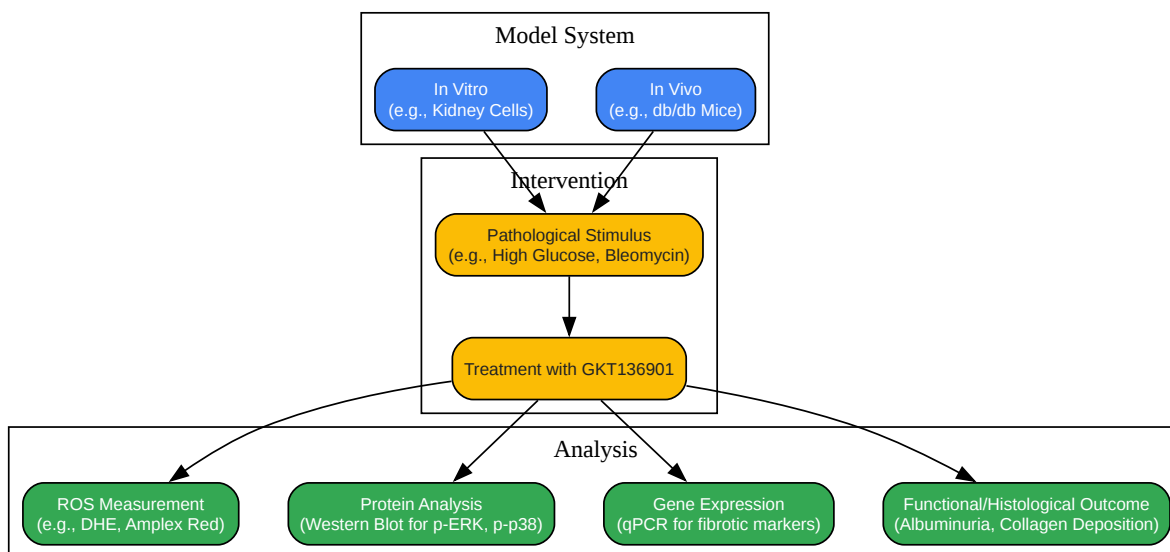 Model System
In Vitro
(e.g., Kidney Cells)
In Vivo
(e.g., db/db Mice)
Intervention
Pathological Stimulus
(e.g., High Glucose, Bleomycin)
Treatment with GKT136901
Analysis
ROS Measurement
(e.g., DHE, Amplex Red)
Protein Analysis
(Western Blot for p-ERK, p-p38)
Gene Expression
(qPCR for fibrotic markers)
Functional/Histological Outcome
(Albuminuria, Collagen Deposition)